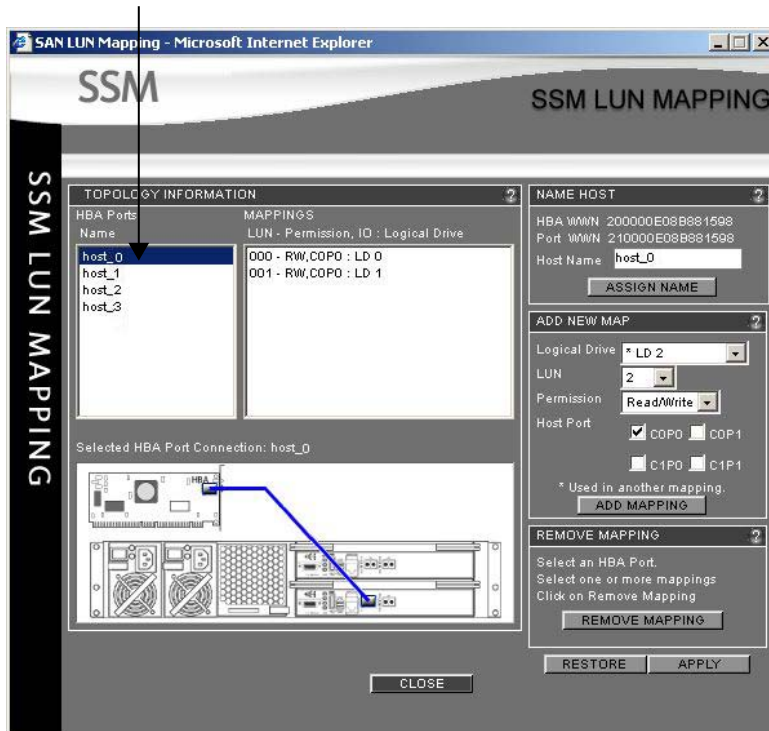 SAN LUN Mapping - Microsoft Internet Explorer
SSM
SSM LUN MAPPING
SSM LUN MAPPING
TOPOLOGY INFORMATION
HBA Ports
Name
host_0
host_1
host_2
host_3
MAPPINGS
LUN - Permission, IO : Logical Drive
000 - RW,C0P0 : LD 0
001 - RW,C0P0 : LD 1
Selected HBA Port Connection: host_0
HBA
NAME HOST
HBA WWN 200000E08B881598
Port WWN 210000E08B881598
Host Name host_0
ASSIGN NAME
ADD NEW MAP
Logical Drive * LD 2
LUN 2
Permission Read/Write
Host Port
C0P0 C0P1
C1P0 C1P1
* Used in another mapping.
ADD MAPPING
REMOVE MAPPING
Select an HBA Port.
Select one or more mappings
Click on Remove Mapping
REMOVE MAPPING
RESTORE APPLY
CLOSE